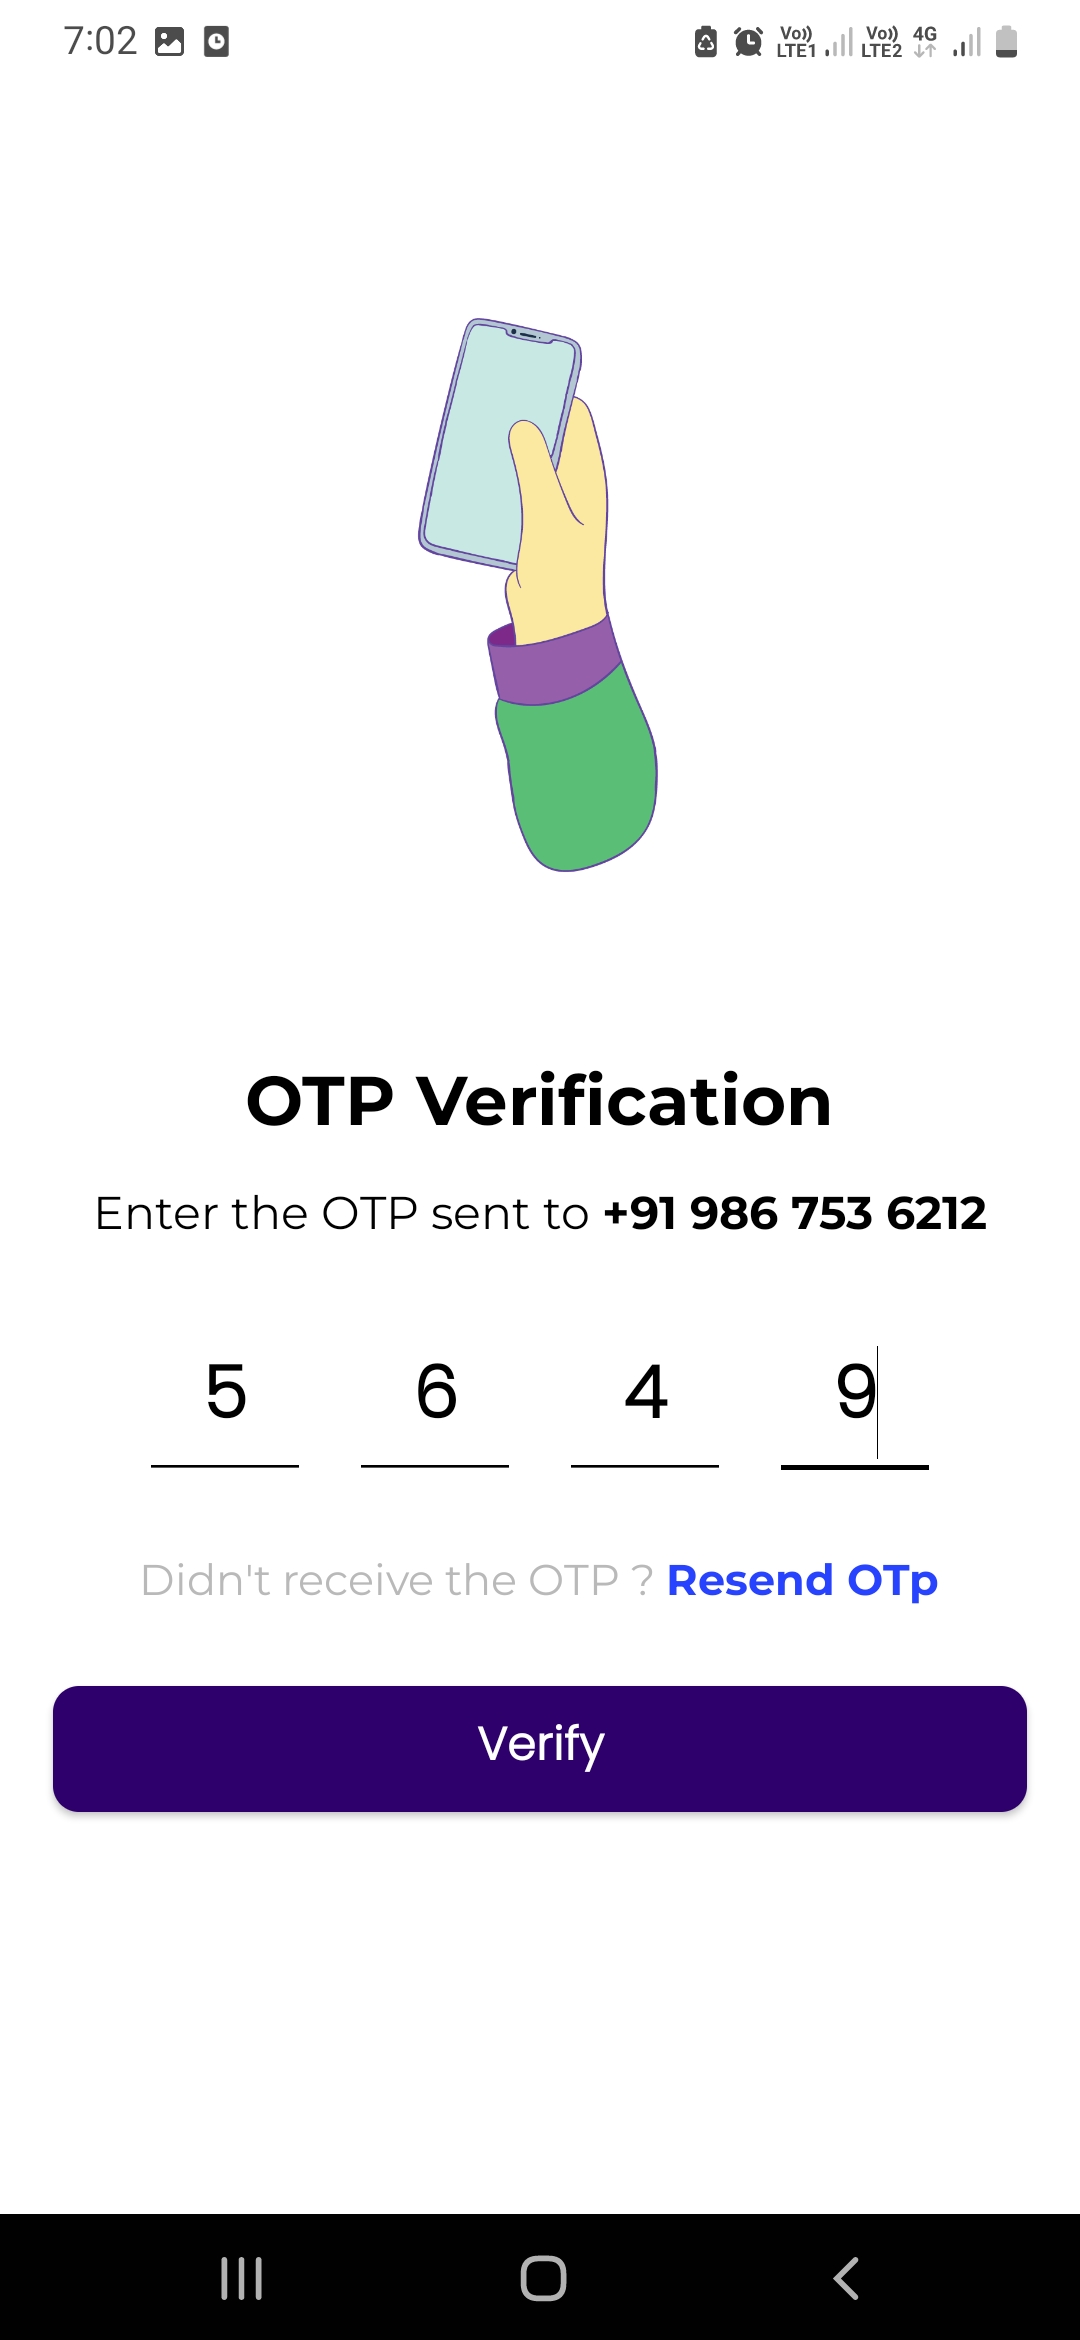 7:02 Vo)) LTE1 Vo)) LTE2 4G
OTP Verification
Enter the OTP sent to +91 986 753 6212
5 6 4 9
Didn't receive the OTP ? Resend OTp
Verify